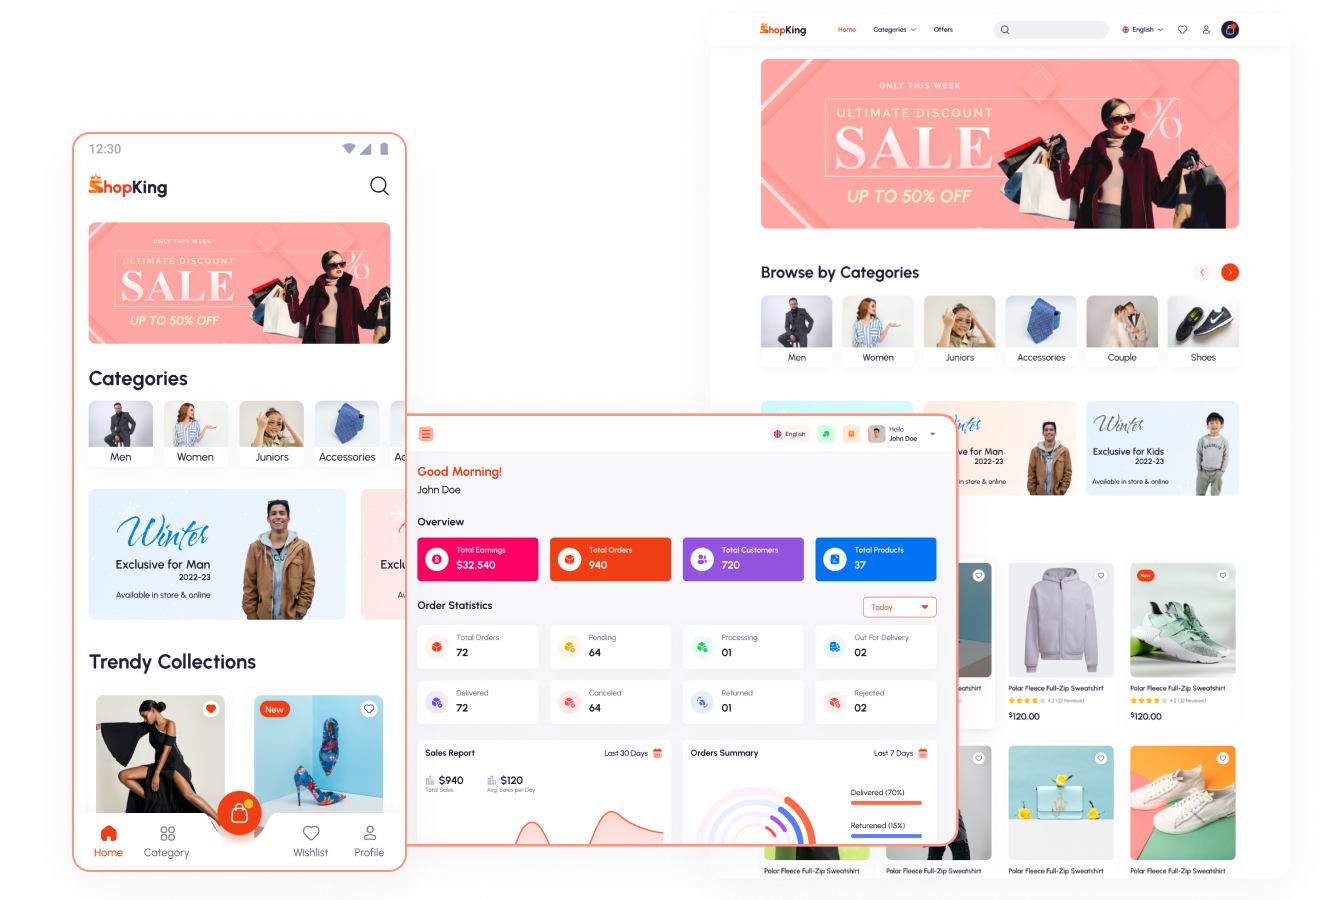 12:30
ShopKing
ONLY THIS WEEK
ULTIMATE DISCOUNT
SALE
%
UP TO 50% OFF
Categories
Men
Women
Juniors
Accessories
Winter
Exclusive for Man
2022-23
Available in store & online
Trendy Collections
New
Home
Category
Wishlist
Profile
English
Hello
John Doe
Good Morning!
John Doe
Overview
Total Earnings
$32,540
Total Orders
940
Total Customers
720
Total Products
37
Order Statistics
Today
Total Orders
72
Pending
64
Processing
01
Out For Delivery
02
Delivered
72
Canceled
64
Returned
01
Rejected
02
Sales Report
Last 30 Days
$940
Total Sales
$120
Avg. Sales per Day
Orders Summary
Last 7 Days
Delivered (70%)
Returened (15%)
ShopKing
Home
Categories
Offers
English
ONLY THIS WEEK
ULTIMATE DISCOUNT
SALE
%
UP TO 50% OFF
Browse by Categories
Men
Women
Juniors
Accessories
Couple
Shoes
for Man
2022-23
in store & online
Winter
Exclusive for Kids
2022-23
Available in store & online
Sweatshirt
Polar Fleece Full-Zip Sweatshirt
4.2 (32 Reviews)
$120.00
New
Polar Fleece Full-Zip Sweatshirt
4.2 (32 Reviews)
$120.00
Polar Fleece Full-Zip Sweatshirt
Polar Fleece Full-Zip Sweatshirt
Polar Fleece Full-Zip Sweatshirt
Polar Fleece Full-Zip Sweatshirt